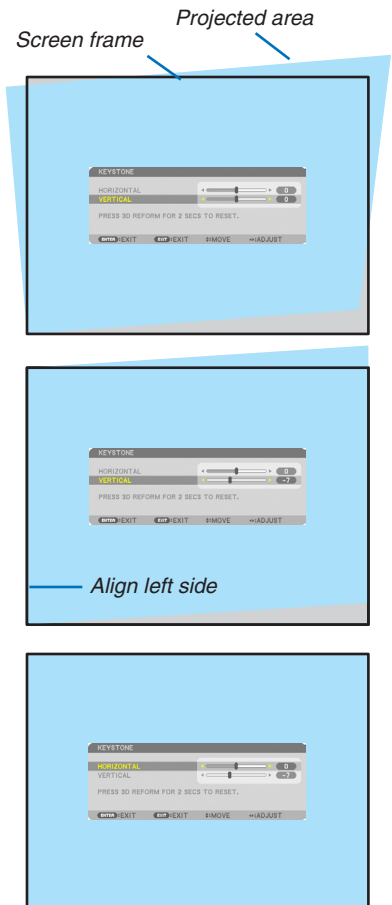 Projected area
Screen frame
KEYSTONE
HORIZONTAL 0
VERTICAL 0
PRESS 3D REFORM FOR 2 SECS TO RESET.
ENTER :EXIT EXIT :EXIT ↕:MOVE ↔:ADJUST
KEYSTONE
HORIZONTAL 0
VERTICAL -7
PRESS 3D REFORM FOR 2 SECS TO RESET.
ENTER :EXIT EXIT :EXIT ↕:MOVE ↔:ADJUST
Align left side
KEYSTONE
HORIZONTAL 0
VERTICAL -7
PRESS 3D REFORM FOR 2 SECS TO RESET.
ENTER :EXIT EXIT :EXIT ↕:MOVE ↔:ADJUST